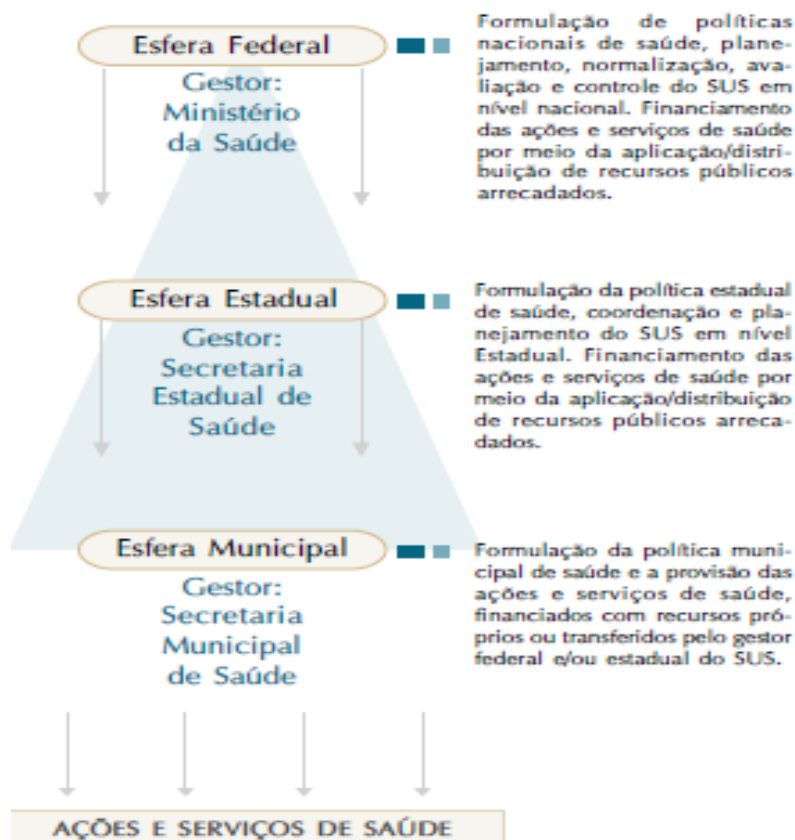 Esfera Federal
Gestor:
Ministério
da Saúde
Formulação de políticas
nacionais de saúde, plane-
jamento, normalização, ava-
liação e controle do SUS em
nível nacional. Financiamento
das ações e serviços de saúde
por meio da aplicação/distri-
buição de recursos públicos
arrecadados.
Esfera Estadual
Gestor:
Secretaria
Estadual de
Saúde
Formulação da política estadual
de saúde, coordenação e pla-
nejamento do SUS em nível
Estadual. Financiamento das
ações e serviços de saúde por
meio da aplicação/distribuição
de recursos públicos arreca-
dados.
Esfera Municipal
Gestor:
Secretaria
Municipal
de Saúde
Formulação da política muni-
cipal de saúde e a provisão das
ações e serviços de saúde,
financiados com recursos pró-
prios ou transferidos pelo gestor
federal e/ou estadual do SUS.
AÇÕES E SERVIÇOS DE SAÚDE